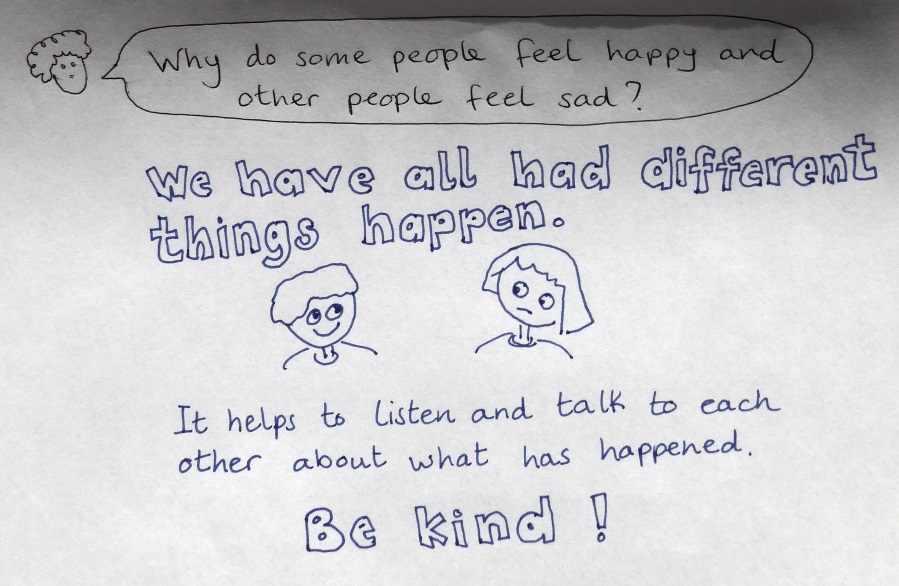 Why do some people feel happy and
other people feel sad?
We have all had different
things happen.
It helps to listen and talk to each
other about what has happened.
Be kind!